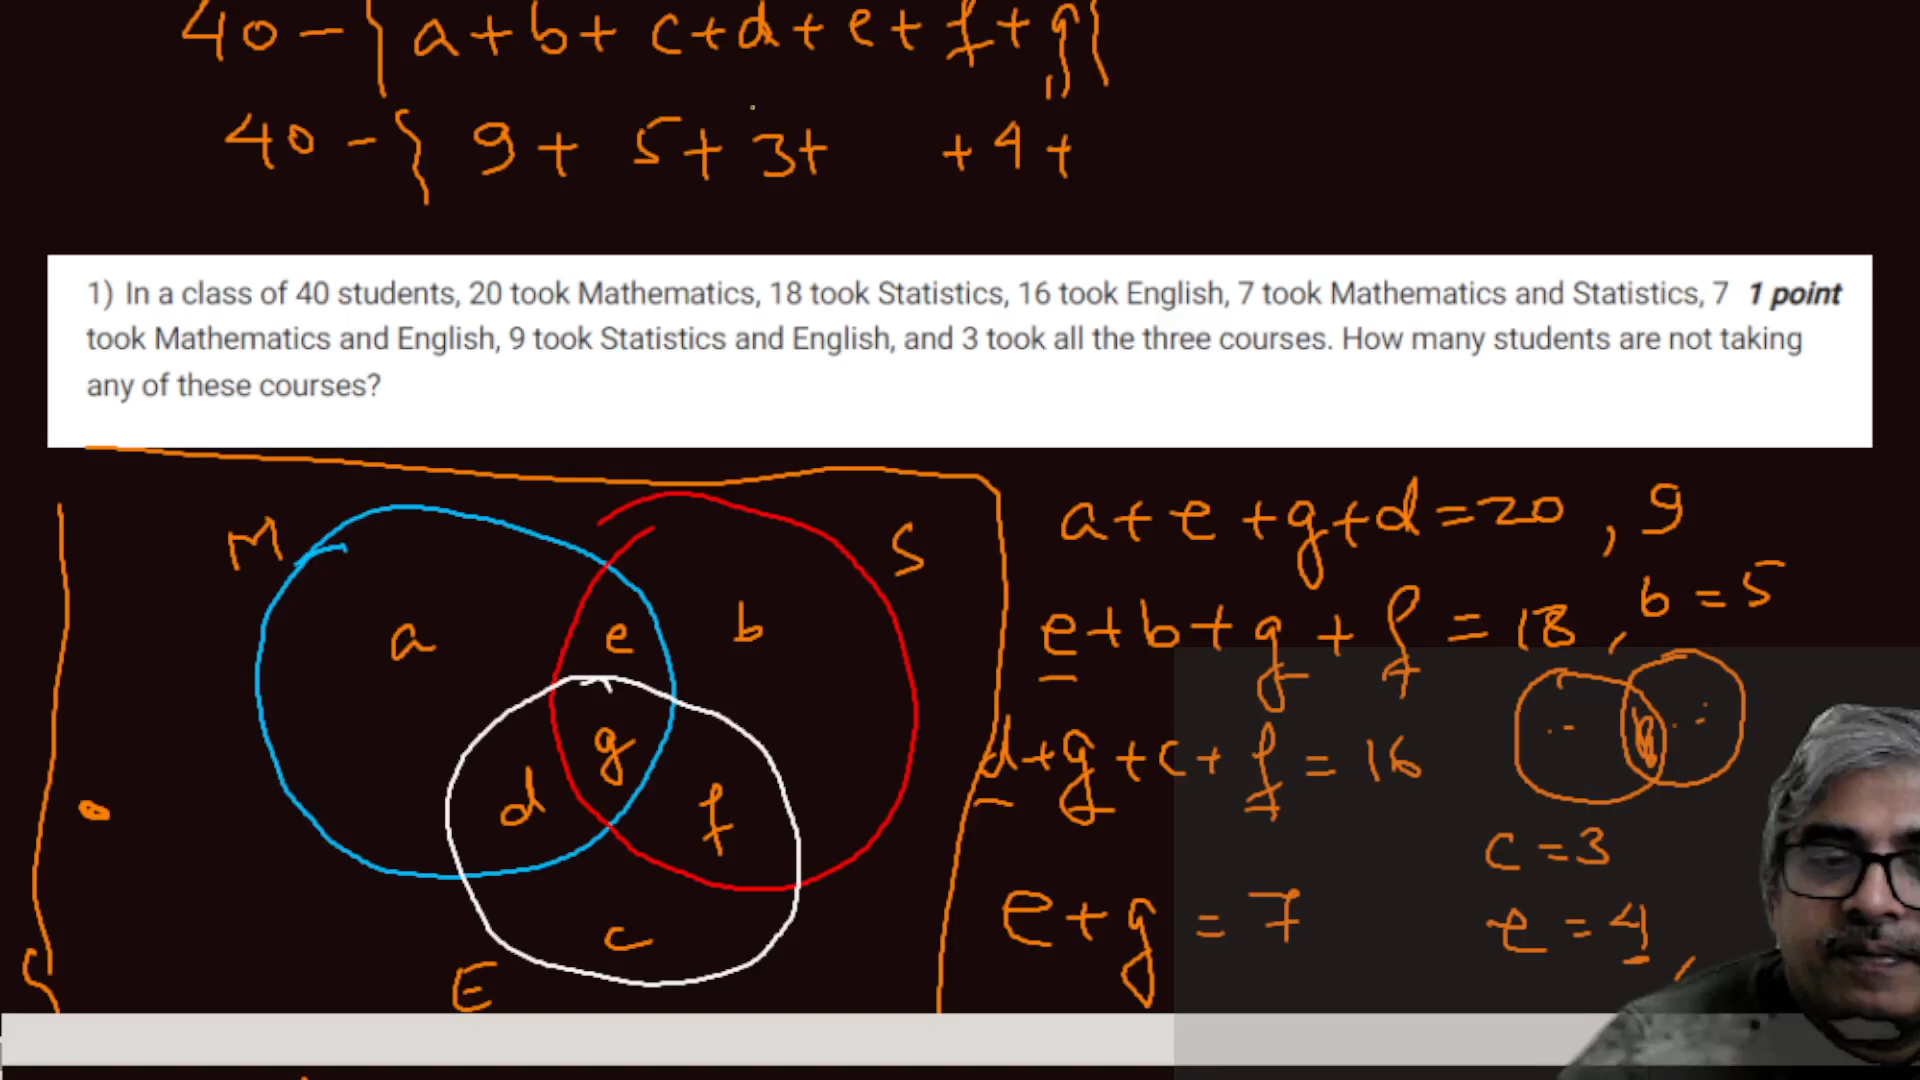 40 - { a + b + c + d + e + f + g }
40 - { 9 + 5 + 3 + + 4 +
1) In a class of 40 students, 20 took Mathematics, 18 took Statistics, 16 took English, 7 took Mathematics and Statistics, 7 1 point
took Mathematics and English, 9 took Statistics and English, and 3 took all the three courses. How many students are not taking
any of these courses?
M
S
a
e
b
g
d
f
c
E
a + e + g + d = 20 , 9
e + b + g + f = 18 , b = 5
d + g + c + f = 16
c = 3
e + g = 7
e = 4 ,